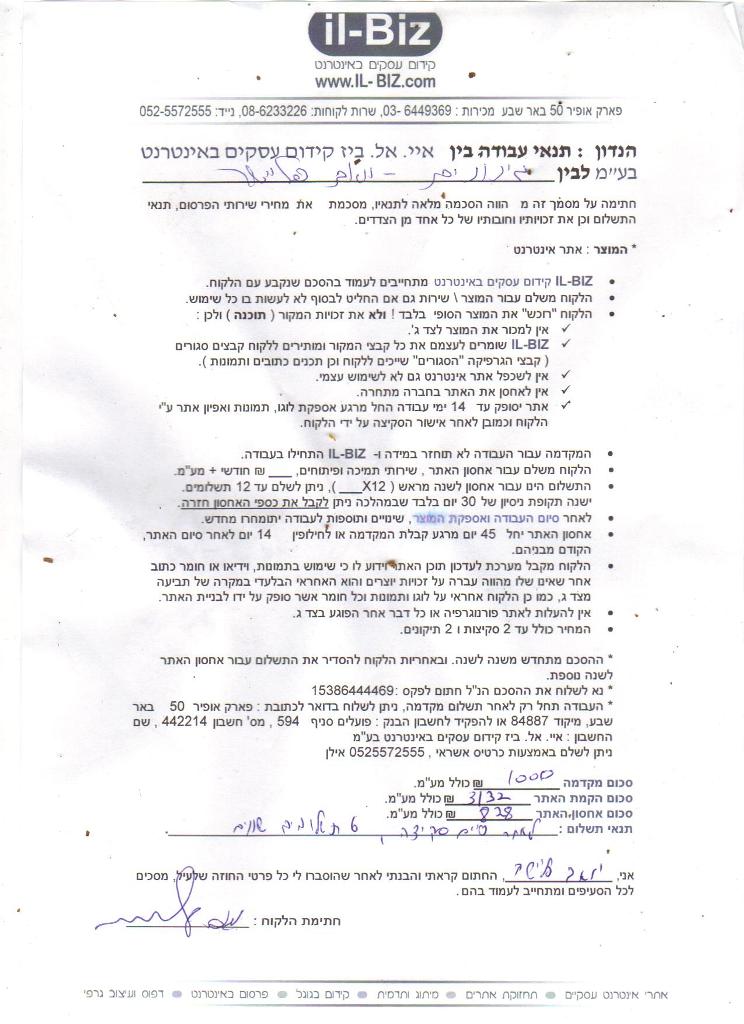 il-Biz
קידום עסקים באינטרנט
www.IL- BIZ.com
פארק אופיר 50 באר שבע מכירות : 03- 6449369, שרות לקוחות: 08-6233226, נייד: 052-5572555
הנדון : תנאי עבודה בין איי. אל. ביז קידום עסקים באינטרנט
בע״מ לבין
חתימה על מסמך זה מ הווה הסכמה מלאה לתנאיו, מסכמת את מחירי שירותי הפרסום, תנאי
התשלום וכן את זכויותיו וחובותיו של כל אחד מן הצדדים.
* המוצר : אתר אינטרנט
• IL-BIZ קידום עסקים באינטרנט מתחייבים לעמוד בהסכם שנקבע עם הלקוח.
• הלקוח משלם עבור המוצר \ שירות גם אם החליט לבסוף לא לעשות בו כל שימוש.
• הלקוח "רוכש" את המוצר הסופי בלבד ! ולא את זכויות המקור ( תוכנה ) ולכן :
✓ אין למכור את המוצר לצד ג'.
✓ IL-BIZ שומרים לעצמם את כל קבצי המקור ומותירים ללקוח קבצים סגורים
( קבצי הגרפיקה "הסגורים" שייכים ללקוח וכן תכנים כתובים ותמונות ).
✓ אין לשכפל אתר אינטרנט גם לא לשימוש עצמי.
✓ אין לאחסן את האתר בחברה מתחרה.
✓ אתר יסופק עד 14 ימי עבודה החל מרגע אספקת לוגו, תמונות ואפיון אתר ע"י
הלקוח וכמובן לאחר אישור הסקיצה על ידי הלקוח.
• המקדמה עבור העבודה לא תוחזר במידה ו- IL-BIZ התחילו בעבודה.
• הלקוח משלם עבור אחסון האתר , שירותי תמיכה ופיתוחים, ___ ₪ חודשי + מע"מ.
• התשלום הינו עבור אחסון לשנה מראש ( X12___ ), ניתן לשלם עד 12 תשלומים.
ישנה תקופת ניסיון של 30 יום בלבד שבמהלכה ניתן לקבל את כספי האחסון חזרה.
• לאחר סיום העבודה ואספקת המוצר, שינויים ותוספות לעבודה יתומחרו מחדש.
• אחסון האתר יחל 45 יום מרגע קבלת המקדמה או לחילופין 14 יום לאחר סיום האתר,
הקודם מבניהם.
• הלקוח מקבל מערכת לעדכון תוכן האתר וידוע לו כי שימוש בתמונות, וידיאו או חומר כתוב
אחר שאינו שלו מהווה עברה על זכויות יוצרים והוא האחראי הבלעדי במקרה של תביעה
מצד ג, כמו כן הלקוח אחראי על לוגו ותמונות וכל חומר אשר סופק על ידו לבניית האתר.
• אין להעלות לאתר פורנוגרפיה או כל דבר אחר הפוגע בצד ג.
• המחיר כולל עד 2 סקיצות ו 2 תיקונים.
* ההסכם מתחדש משנה לשנה. ובאחריות הלקוח להסדיר את התשלום עבור אחסון האתר
לשנה נוספת.
* נא לשלוח את ההסכם הנ"ל חתום לפקס :15386444469
* העבודה תחל רק לאחר תשלום מקדמה, ניתן לשלוח בדואר לכתובת : פארק אופיר 50 באר
שבע, מיקוד 84887 או להפקיד לחשבון הבנק : פועלים סניף 594 , מס' חשבון 442214 , שם
החשבון : איי. אל. ביז קידום עסקים באינטרנט בע"מ
ניתן לשלם באמצעות כרטיס אשראי , 0525572555 אילן
סכום מקדמה 1000 ₪ כולל מע"מ.
סכום הקמת האתר 3132 ₪ כולל מע"מ.
סכום אחסון האתר 828 ₪ כולל מע"מ.
תנאי תשלום : לאחר סיום סקיצה, 6 תשלומים שווים
אני, יואב , החתום קראתי והבנתי לאחר שהוסברו לי כל פרטי החוזה שלעיל, מסכים
לכל הסעיפים ומתחייב לעמוד בהם.
חתימת הלקוח :
אתרי אינטרנט עסקיים ● תחזוקת אתרים ● מיתוג ותדמית ● קידום בגוגל ● פרסום באינטרנט ● דפוס ועיצוב גרפי